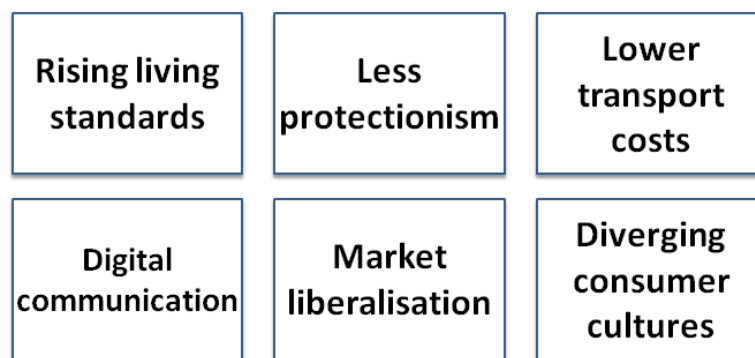 Rising living
standards
Less
protectionism
Lower
transport
costs
Digital
communication
Market
liberalisation
Diverging
consumer
cultures